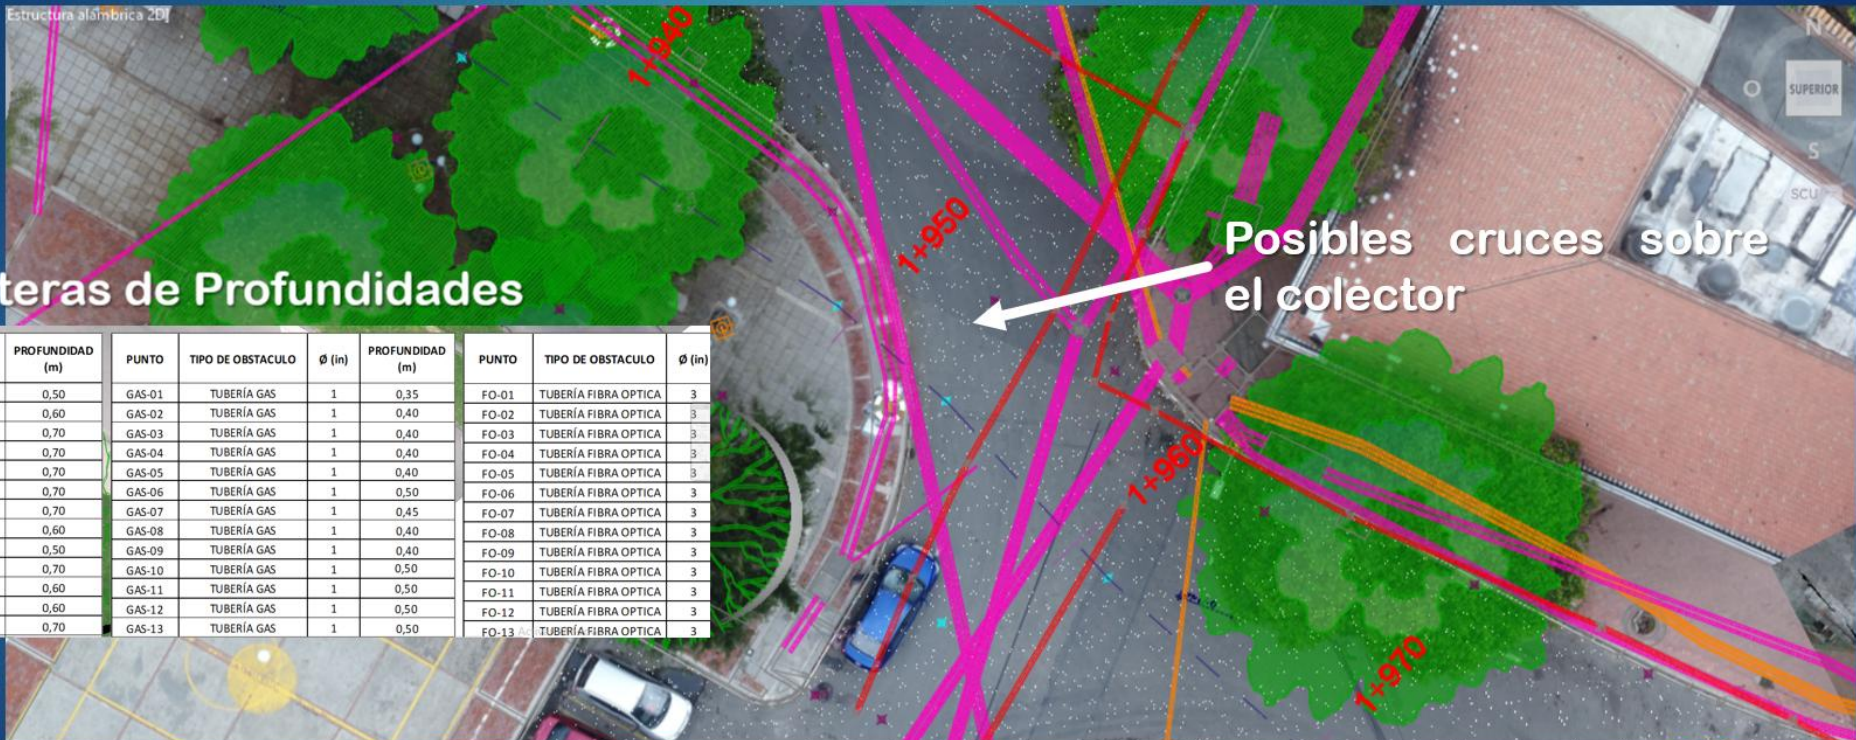 Estructura alámbrica 2D]
1+940
N
O
SUPERIOR
S
SCU
1+950
Posibles cruces sobre
el colector
teras de Profundidades
PROFUNDIDAD (m)
0,50
0,60
0,70
0,70
0,70
0,70
0,70
0,60
0,50
0,70
0,60
0,60
0,70
PUNTO TIPO DE OBSTACULO Ø (in) PROFUNDIDAD (m)
GAS-01 TUBERÍA GAS 1 0,35
GAS-02 TUBERÍA GAS 1 0,40
GAS-03 TUBERÍA GAS 1 0,40
GAS-04 TUBERÍA GAS 1 0,40
GAS-05 TUBERÍA GAS 1 0,40
GAS-06 TUBERÍA GAS 1 0,50
GAS-07 TUBERÍA GAS 1 0,45
GAS-08 TUBERÍA GAS 1 0,40
GAS-09 TUBERÍA GAS 1 0,40
GAS-10 TUBERÍA GAS 1 0,50
GAS-11 TUBERÍA GAS 1 0,50
GAS-12 TUBERÍA GAS 1 0,50
GAS-13 TUBERÍA GAS 1 0,50
PUNTO TIPO DE OBSTACULO Ø (in)
FO-01 TUBERÍA FIBRA OPTICA 3
FO-02 TUBERÍA FIBRA OPTICA 3
FO-03 TUBERÍA FIBRA OPTICA 3
FO-04 TUBERÍA FIBRA OPTICA 3
FO-05 TUBERÍA FIBRA OPTICA 3
FO-06 TUBERÍA FIBRA OPTICA 3
FO-07 TUBERÍA FIBRA OPTICA 3
FO-08 TUBERÍA FIBRA OPTICA 3
FO-09 TUBERÍA FIBRA OPTICA 3
FO-10 TUBERÍA FIBRA OPTICA 3
FO-11 TUBERÍA FIBRA OPTICA 3
FO-12 TUBERÍA FIBRA OPTICA 3
FO-13 TUBERÍA FIBRA OPTICA 3
1+960
1+970